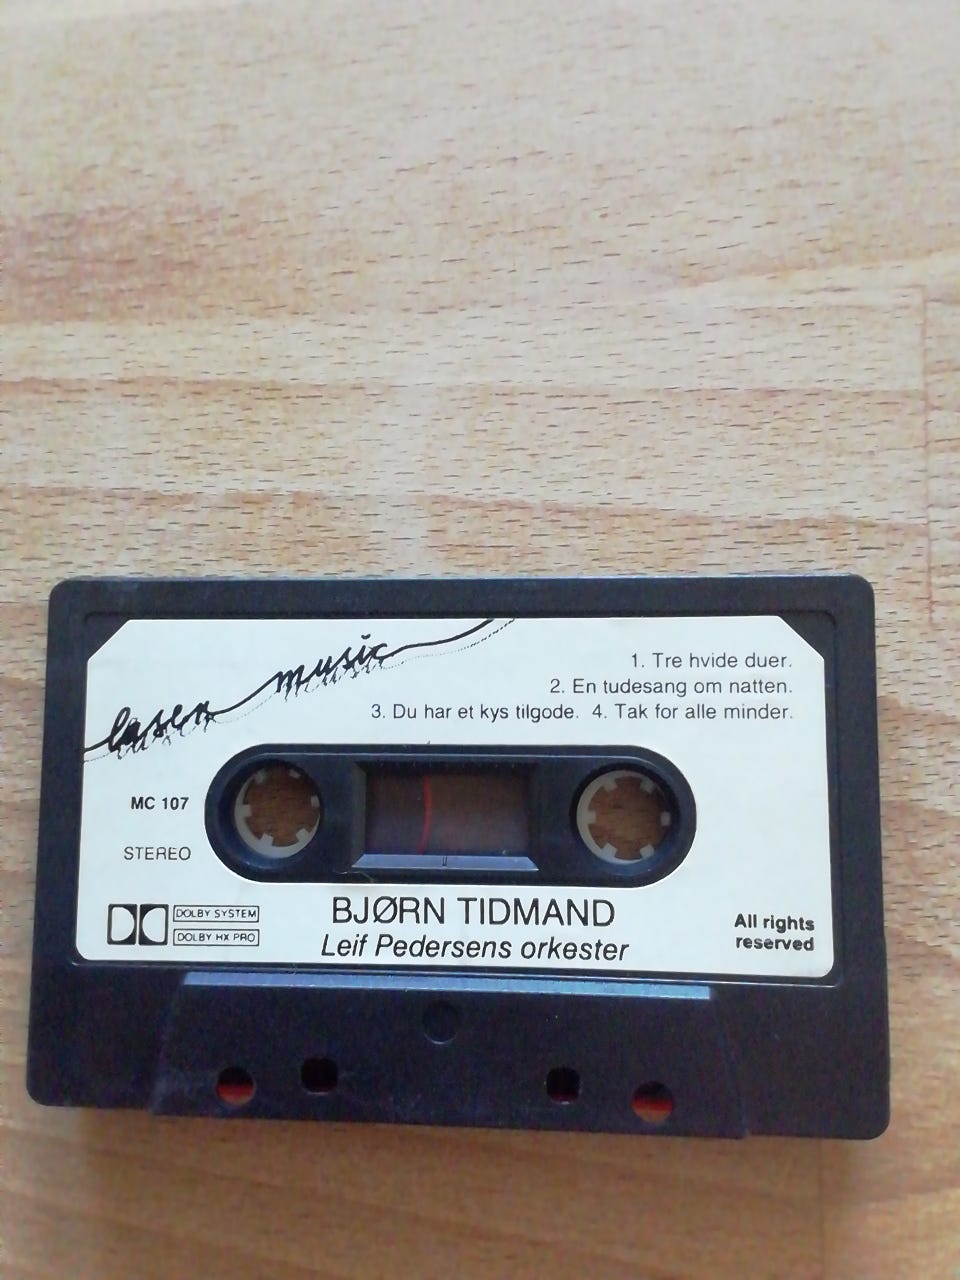 lasen music
1. Tre hvide duer.
2. En tudesang om natten.
3. Du har et kys tilgode. 4. Tak for alle minder.
MC 107
STEREO
DOLBY SYSTEM
DOLBY HX PRO
BJØRN TIDMAND
Leif Pedersens orkester
All rights
reserved